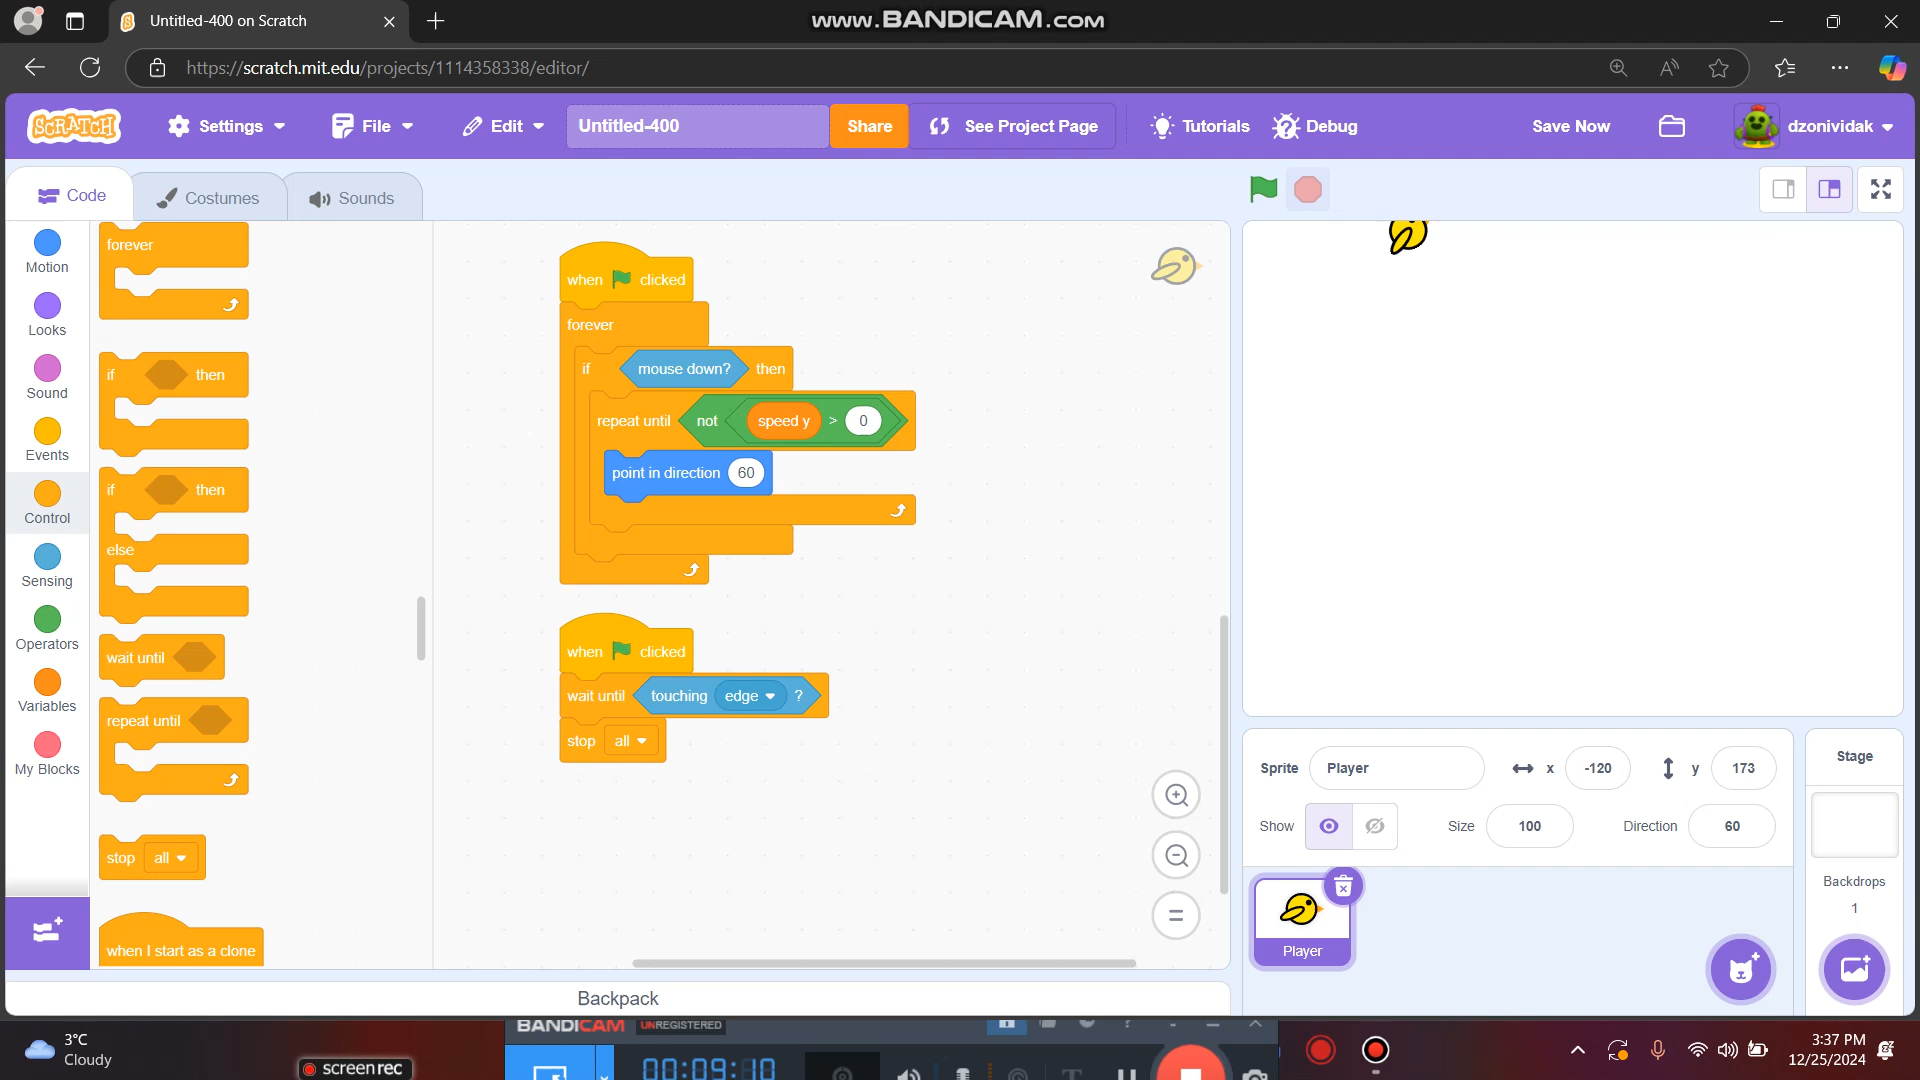 Untitled-400 on Scratch
www.BANDICAM.com
https://scratch.mit.edu/projects/1114358338/editor/
SCRATCH
Settings
File
Edit
Untitled-400
Share
See Project Page
Tutorials
Debug
Save Now
dzonividak
Code
Costumes
Sounds
Motion
Looks
Sound
Events
Control
Sensing
Operators
Variables
My Blocks
forever
if then
if then
else
wait until
repeat until
stop all
when I start as a clone
when clicked
forever
if mouse down? then
repeat until not speed y > 0
point in direction 60
when clicked
wait until touching edge ?
stop all
Sprite Player x -120 y 173
Show Size 100 Direction 60
Player
Stage
Backdrops
1
Backpack
3°C
Cloudy
screenrec
BANDICAM UNREGISTERED
00:09:10
3:37 PM
12/25/2024